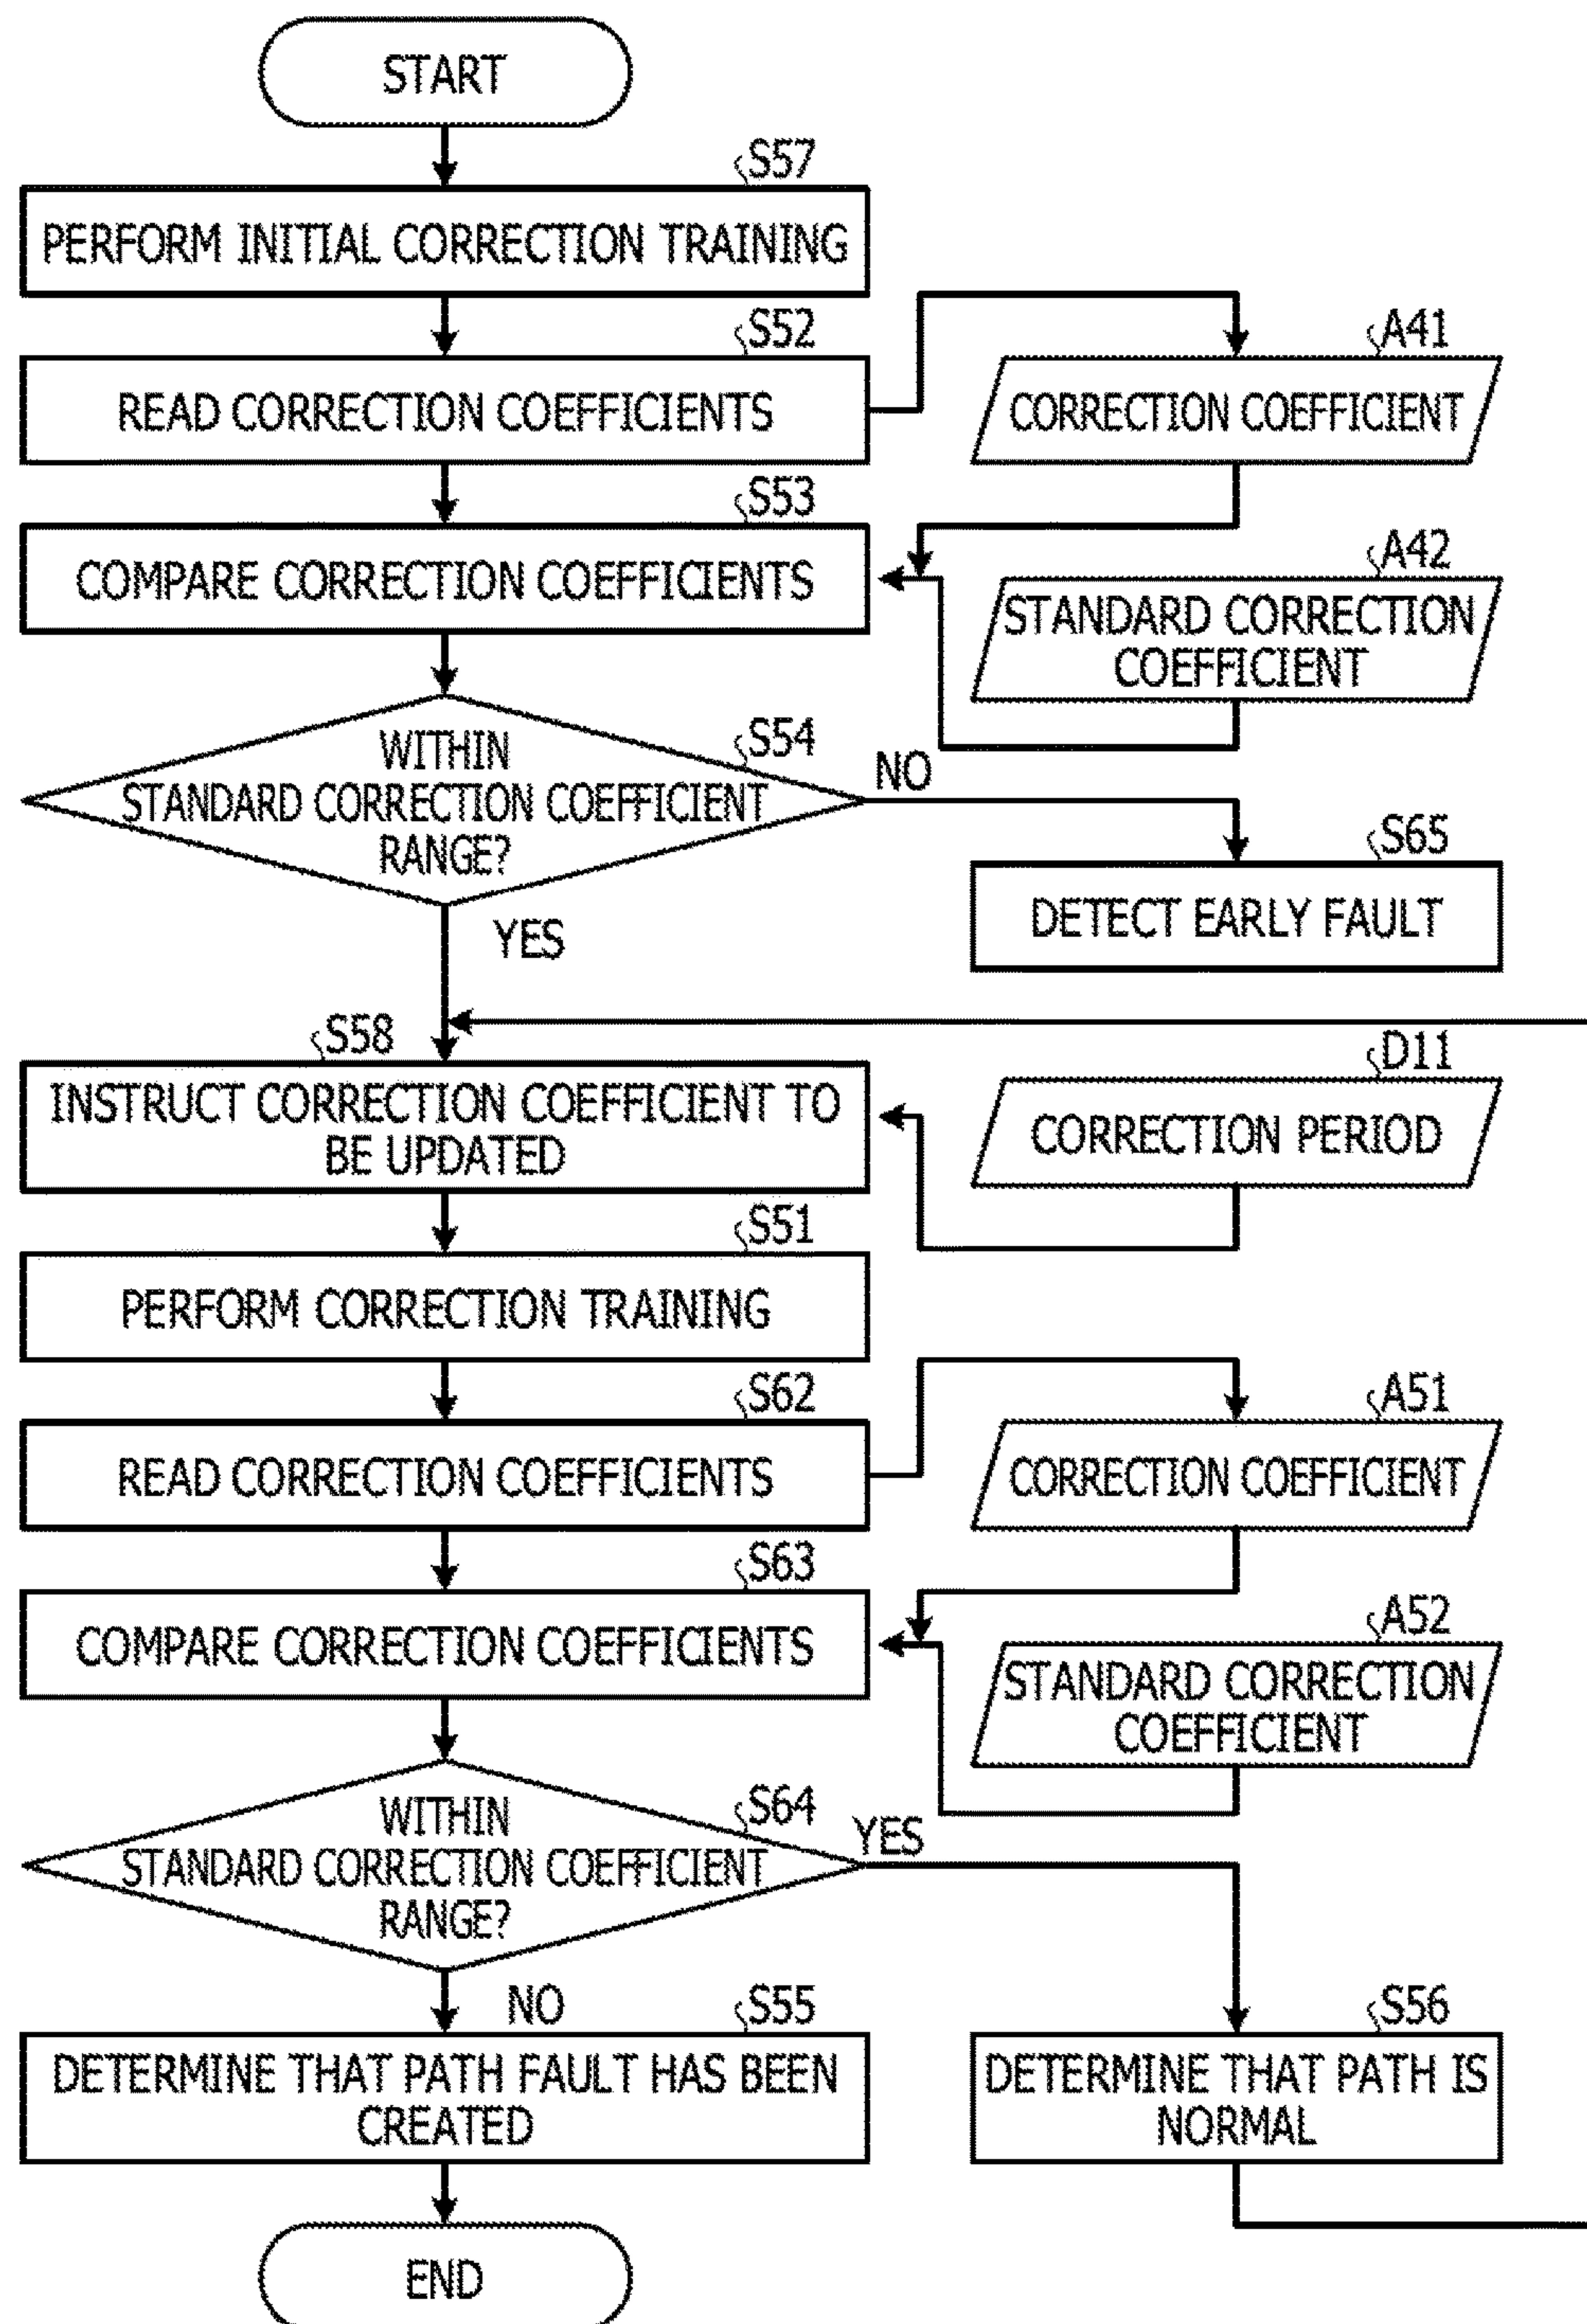 START
S57
PERFORM INITIAL CORRECTION TRAINING
S52
READ CORRECTION COEFFICIENTS
A41
CORRECTION COEFFICIENT
S53
COMPARE CORRECTION COEFFICIENTS
A42
STANDARD CORRECTION
COEFFICIENT
S54
WITHIN
STANDARD CORRECTION COEFFICIENT
RANGE?
NO
S65
DETECT EARLY FAULT
YES
S58
INSTRUCT CORRECTION COEFFICIENT TO
BE UPDATED
D11
CORRECTION PERIOD
S51
PERFORM CORRECTION TRAINING
S62
READ CORRECTION COEFFICIENTS
A51
CORRECTION COEFFICIENT
S63
COMPARE CORRECTION COEFFICIENTS
A52
STANDARD CORRECTION
COEFFICIENT
S64
WITHIN
STANDARD CORRECTION COEFFICIENT
RANGE?
YES
NO
S55
DETERMINE THAT PATH FAULT HAS BEEN
CREATED
S56
DETERMINE THAT PATH IS
NORMAL
END